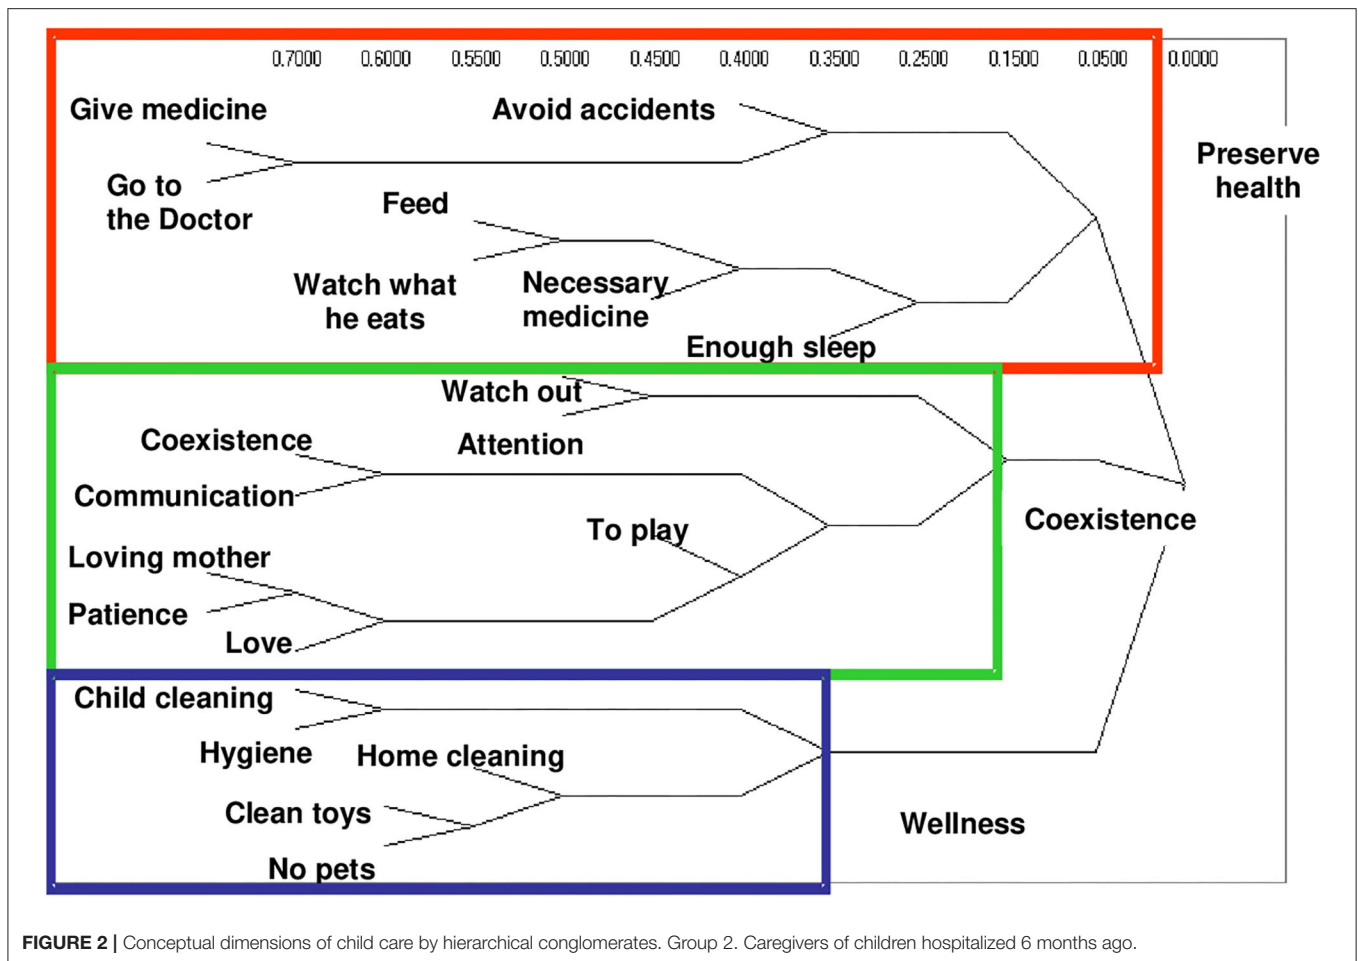 0.7000 0.6000 0.5500 0.5000 0.4500 0.4000 0.3500 0.2500 0.1500 0.0500 0.0000
Give medicine
Avoid accidents
Go to
the Doctor
Preserve
health
Feed
Watch what
he eats
Necessary
medicine
Enough sleep
Watch out
Attention
Coexistence
Communication
To play
Coexistence
Loving mother
Patience
Love
Child cleaning
Hygiene
Home cleaning
Clean toys
No pets
Wellness
FIGURE 2 | Conceptual dimensions of child care by hierarchical conglomerates. Group 2. Caregivers of children hospitalized 6 months ago.